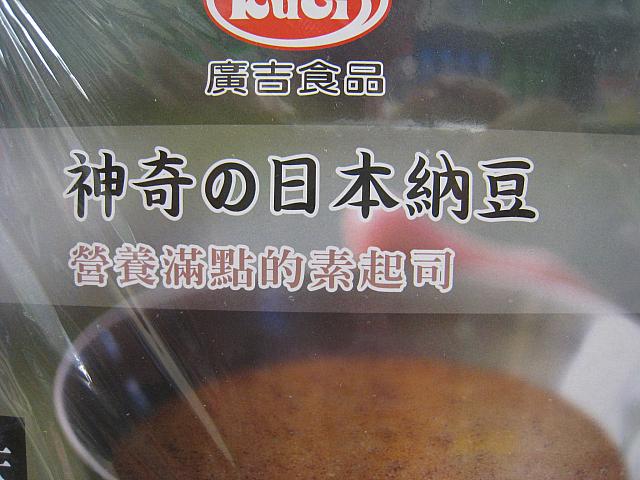 廣吉食品
神奇の日本納豆
營養滿點的素起司